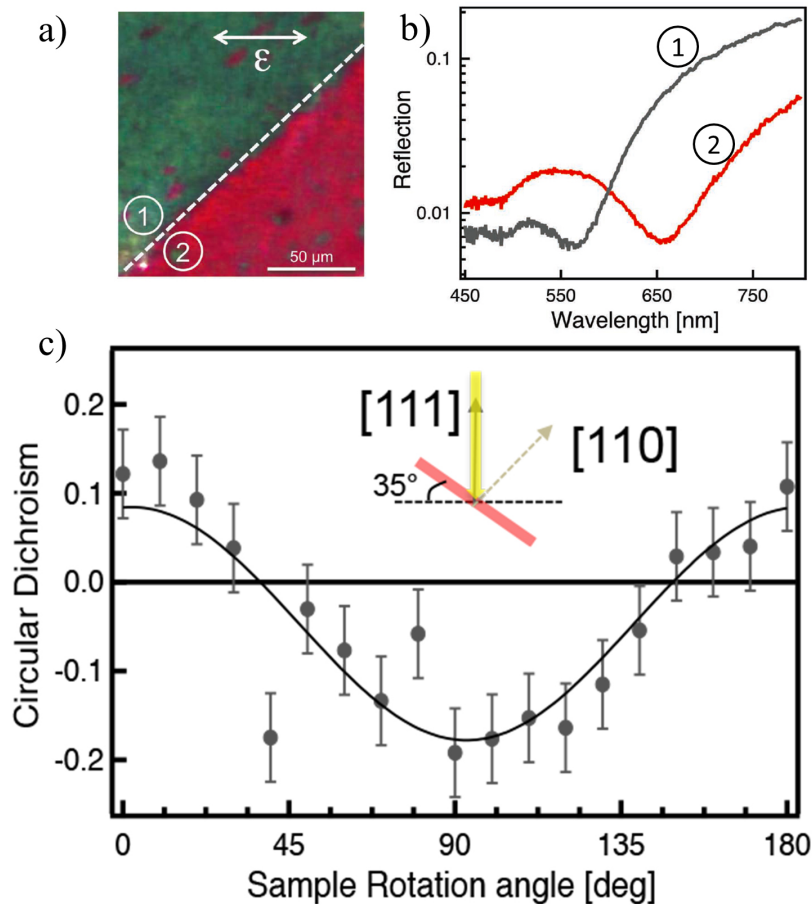 a)
ε
1
2
50 µm
b)
Reflection
0.1
0.01
1
2
450 550 650 750
Wavelength [nm]
c)
Circular Dichroism
0.2
0.1
0.0
-0.1
-0.2
[111]
[110]
35°
0 45 90 135 180
Sample Rotation angle [deg]